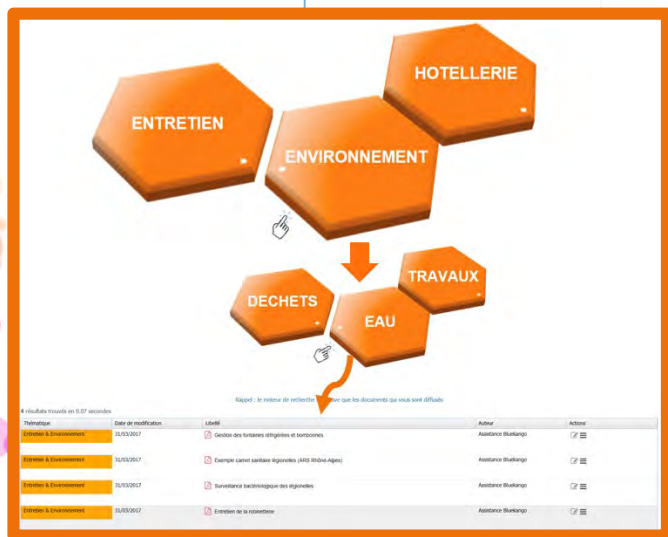 HOTELLERIE
ENTRETIEN
ENVIRONNEMENT
TRAVAUX
DECHETS
EAU
Rappel : le moteur de recherche que les documents qui vous sont diffusés
4 résultats trouvés en 0.07 secondes
Thématique Date de modification Libellé Auteur Actions
Entretien & Environnement 31/03/2017 Gestion des fontaines réfrigérées et bonbonnes Assistance Bluekango
Entretien & Environnement 31/03/2017 Exemple carnet sanitaire légionelles (ARS Rhône-Alpes) Assistance Bluekango
Entretien & Environnement 31/03/2017 Surveillance bactériologique des légionelles Assistance Bluekango
Entretien & Environnement 31/03/2017 Entretien de la robinetterie Assistance Bluekango